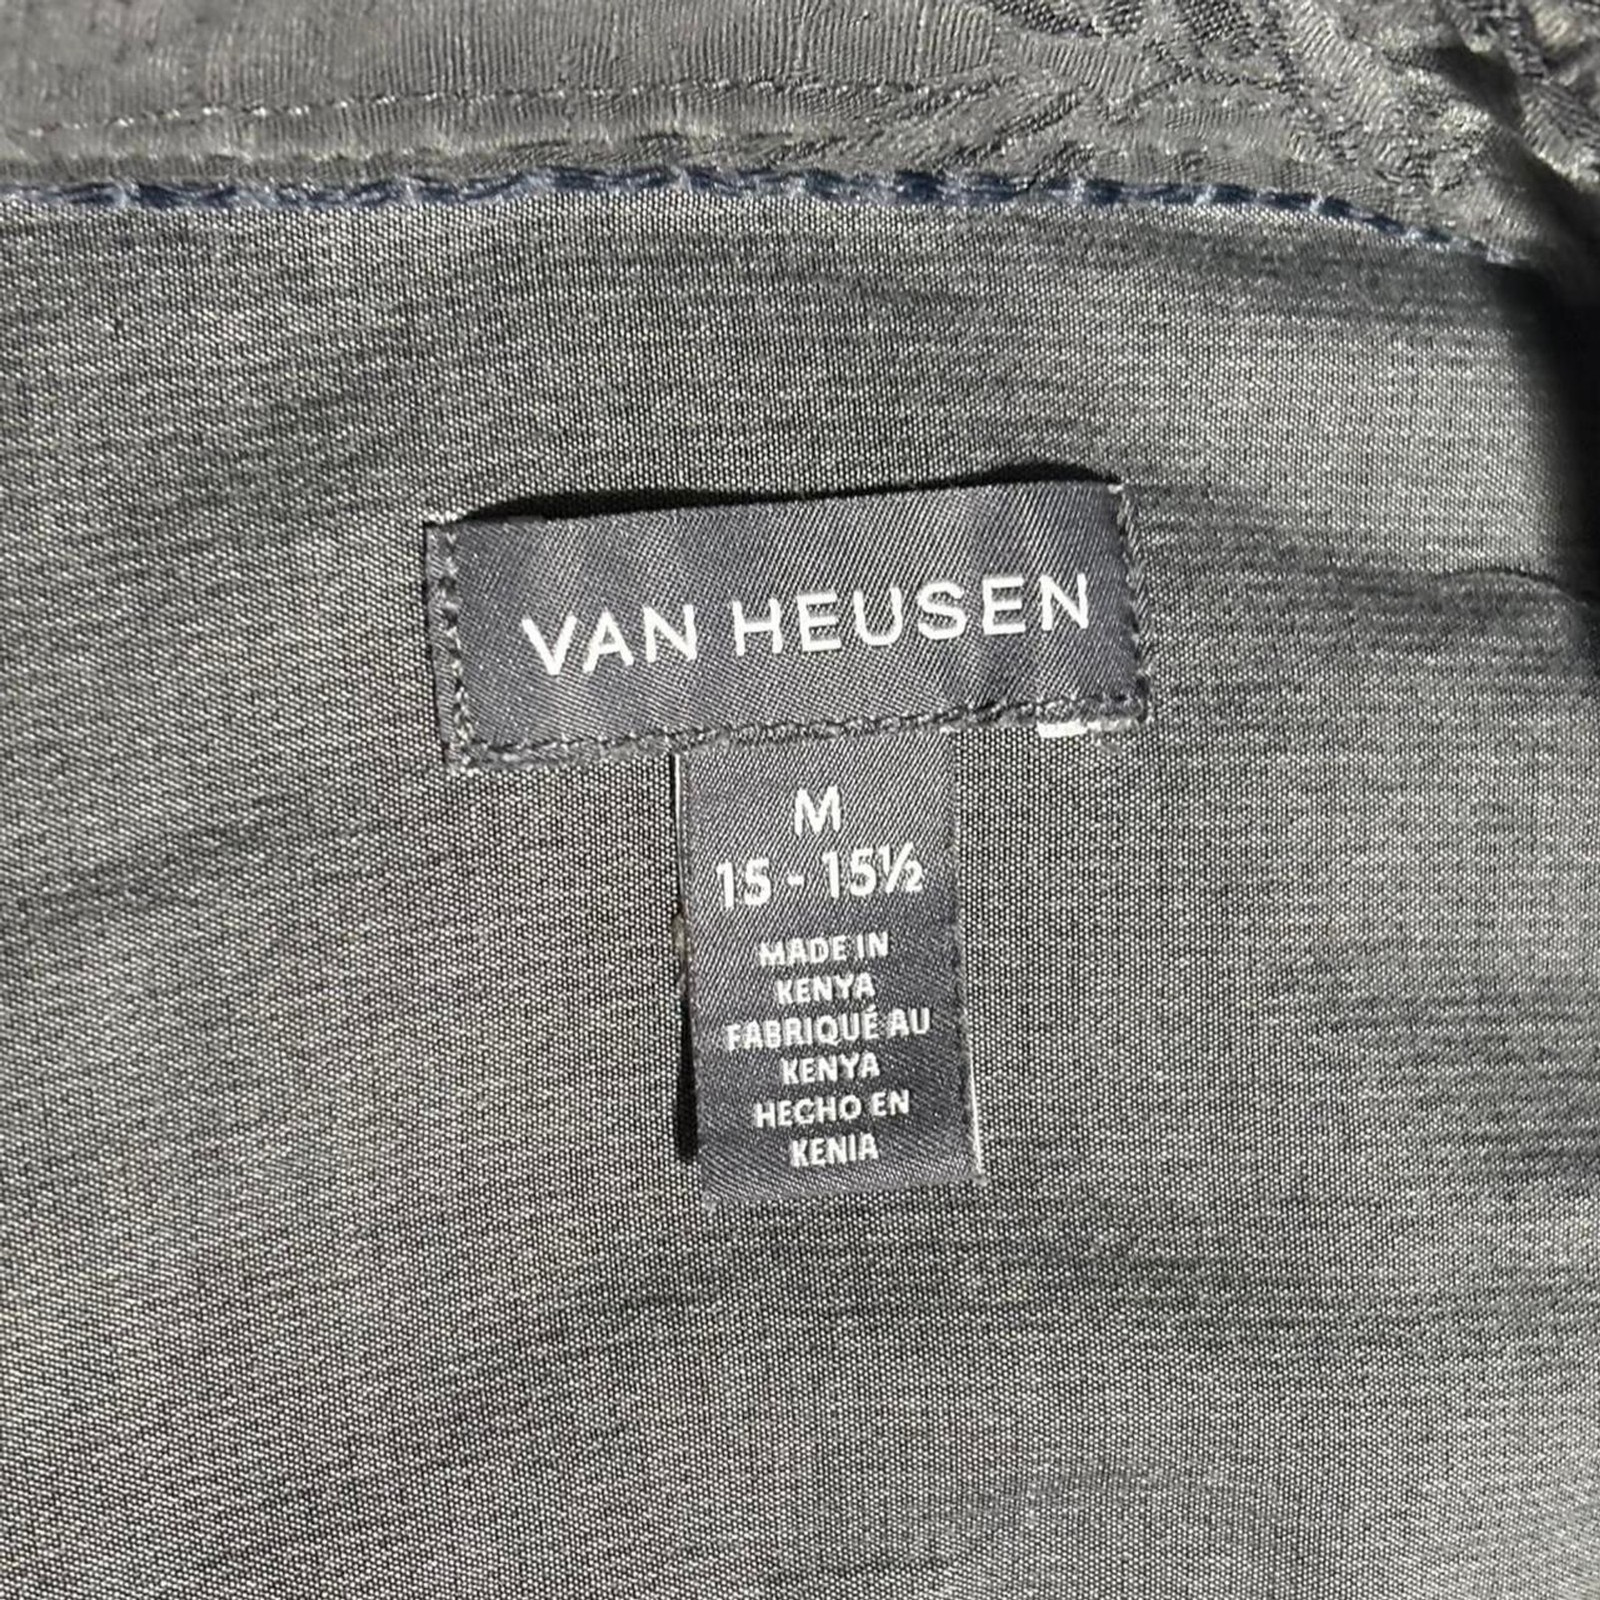 VAN HEUSEN
M
15 - 15½
MADE IN
KENYA
FABRIQUÉ AU
KENYA
HECHO EN
KENIA